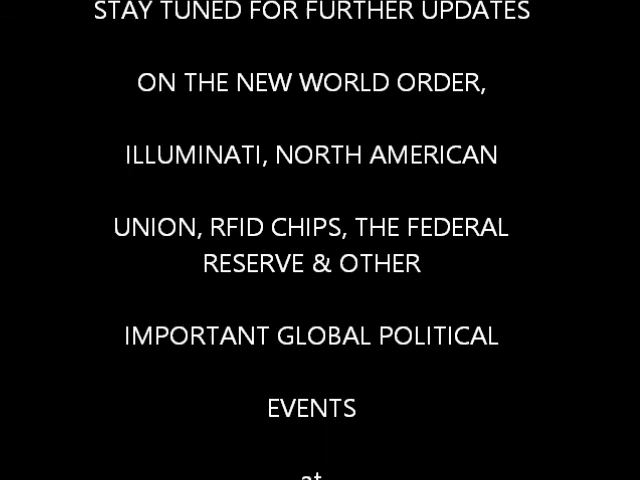 STAY TUNED FOR FURTHER UPDATES
ON THE NEW WORLD ORDER,
ILLUMINATI, NORTH AMERICAN
UNION, RFID CHIPS, THE FEDERAL
RESERVE & OTHER
IMPORTANT GLOBAL POLITICAL
EVENTS
at